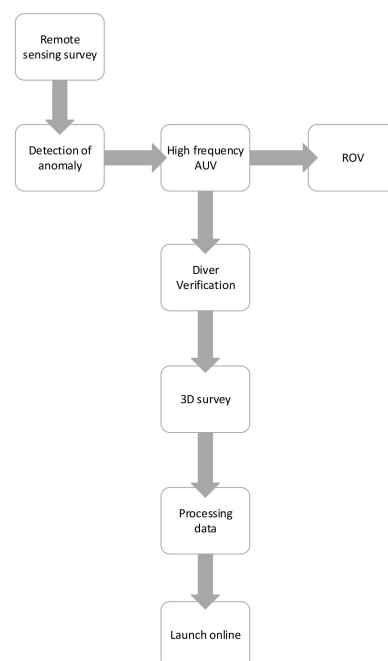 Remote
sensing survey
Detection of
anomaly
High frequency
AUV
ROV
Diver
Verification
3D survey
Processing
data
Launch online